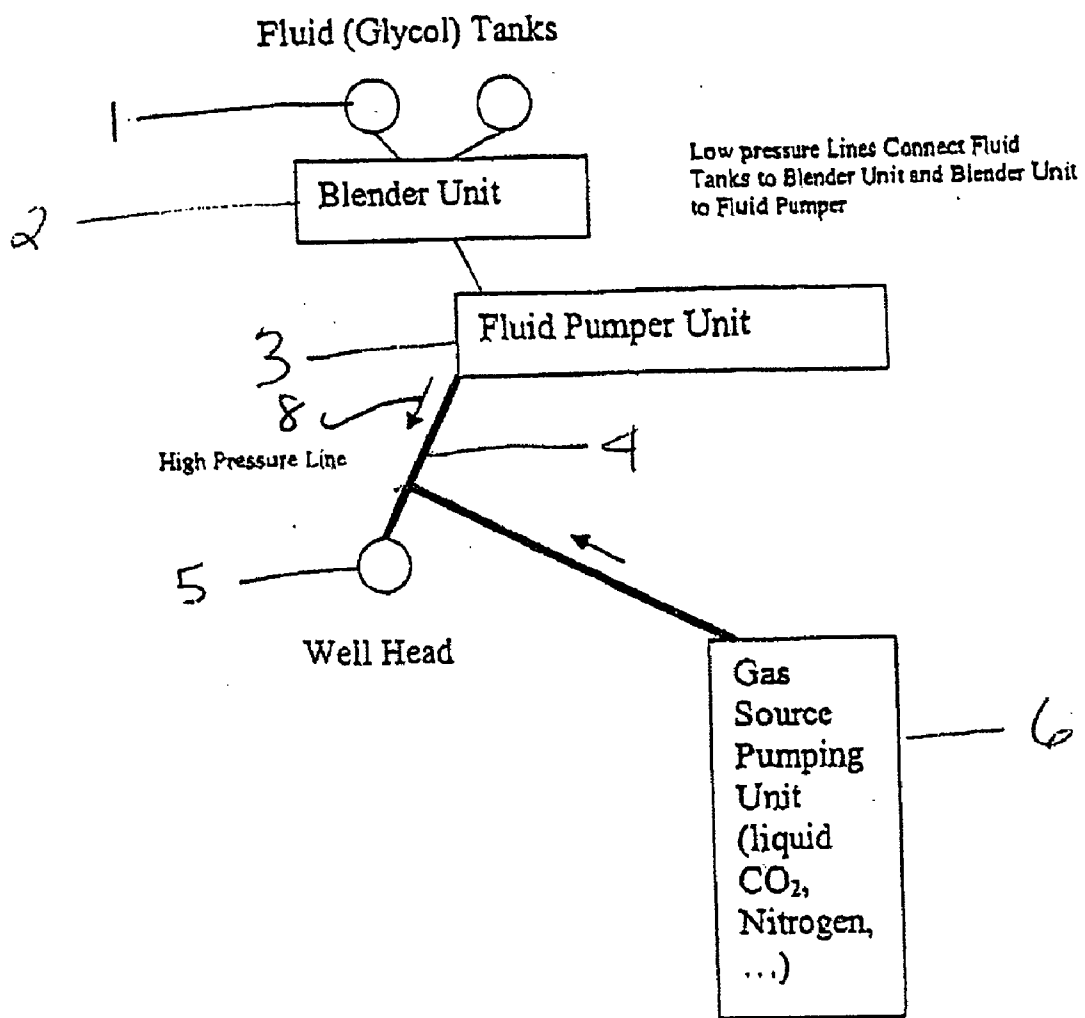 Fluid (Glycol) Tanks
1
Low pressure Lines Connect Fluid
Tanks to Blender Unit and Blender Unit
to Fluid Pumper
Blender Unit
2
Fluid Pumper Unit
3
8
4
High Pressure Line
5
Well Head
Gas
Source
Pumping
Unit
(liquid
CO₂,
Nitrogen,
...)
6